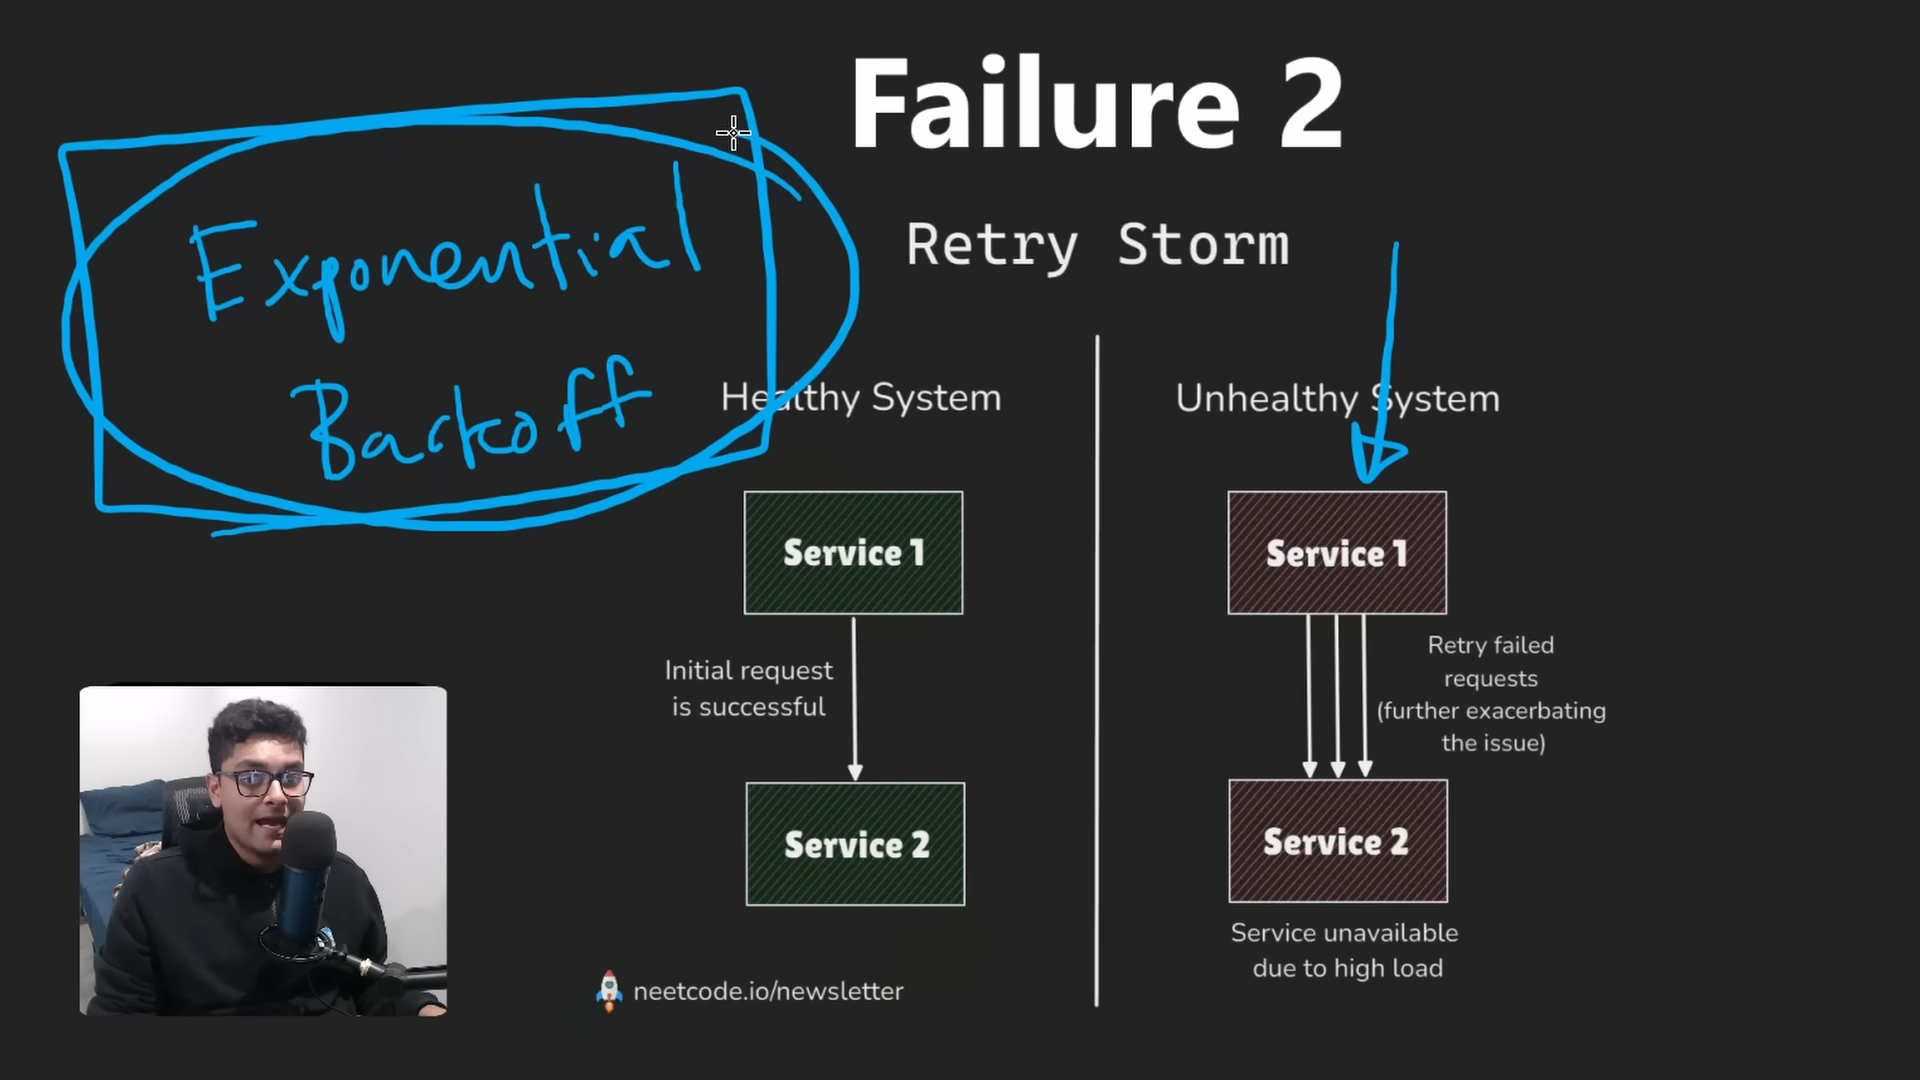 Failure 2
Retry Storm
Exponential
Backoff
Healthy System
Service 1
Initial request
is successful
Service 2
Unhealthy System
Service 1
Retry failed
requests
(further exacerbating
the issue)
Service 2
Service unavailable
due to high load
neetcode.io/newsletter